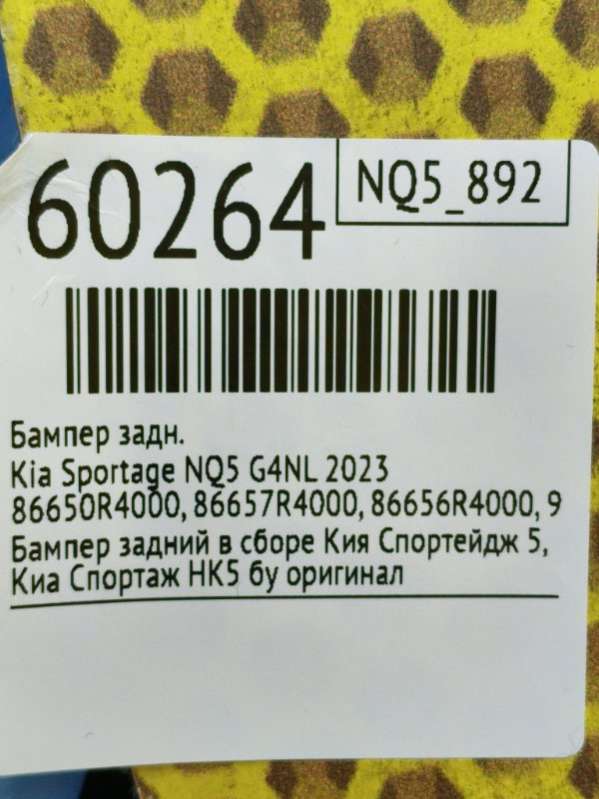 60264
NQ5_892
Бампер задн.
Kia Sportage NQ5 G4NL 2023
86650R4000, 86657R4000, 86656R4000, 9
Бампер задний в сборе Кия Спортейдж 5,
Киа Спортаж НК5 бу оригинал